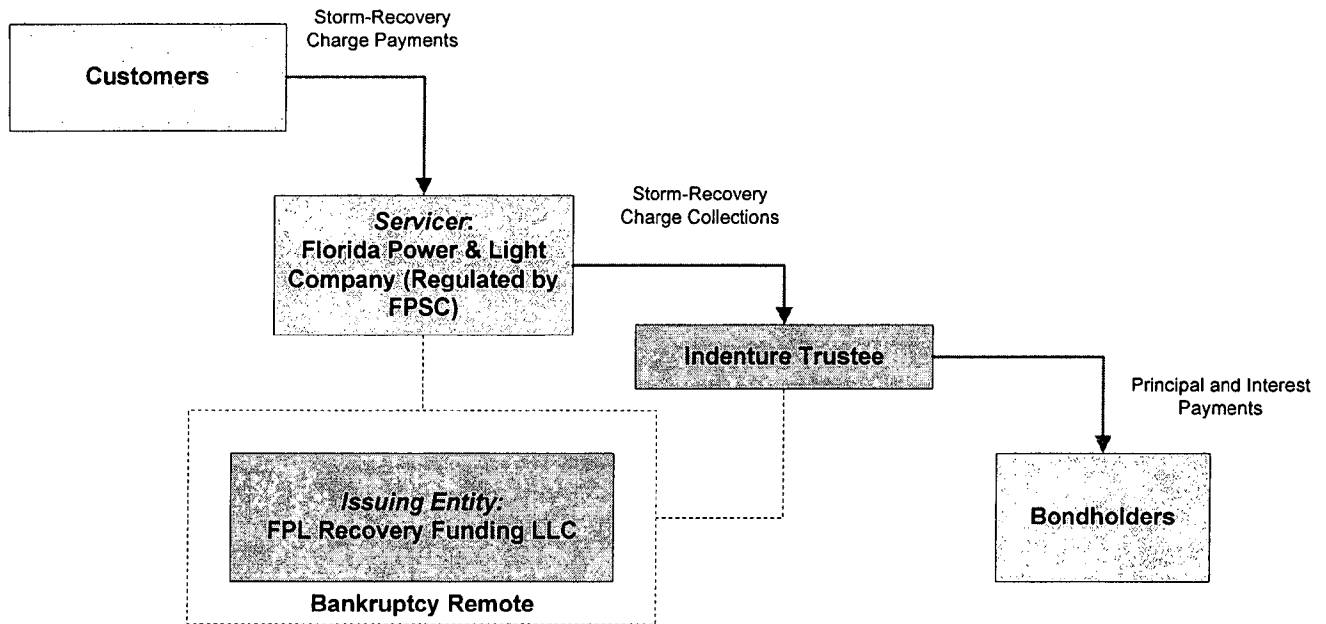 Storm-Recovery
Charge Payments
Customers
Servicer:
Florida Power & Light
Company (Regulated by
FPSC)
Storm-Recovery
Charge Collections
Indenture Trustee
Principal and Interest
Payments
Issuing Entity:
FPL Recovery Funding LLC
Bankruptcy Remote
Bondholders